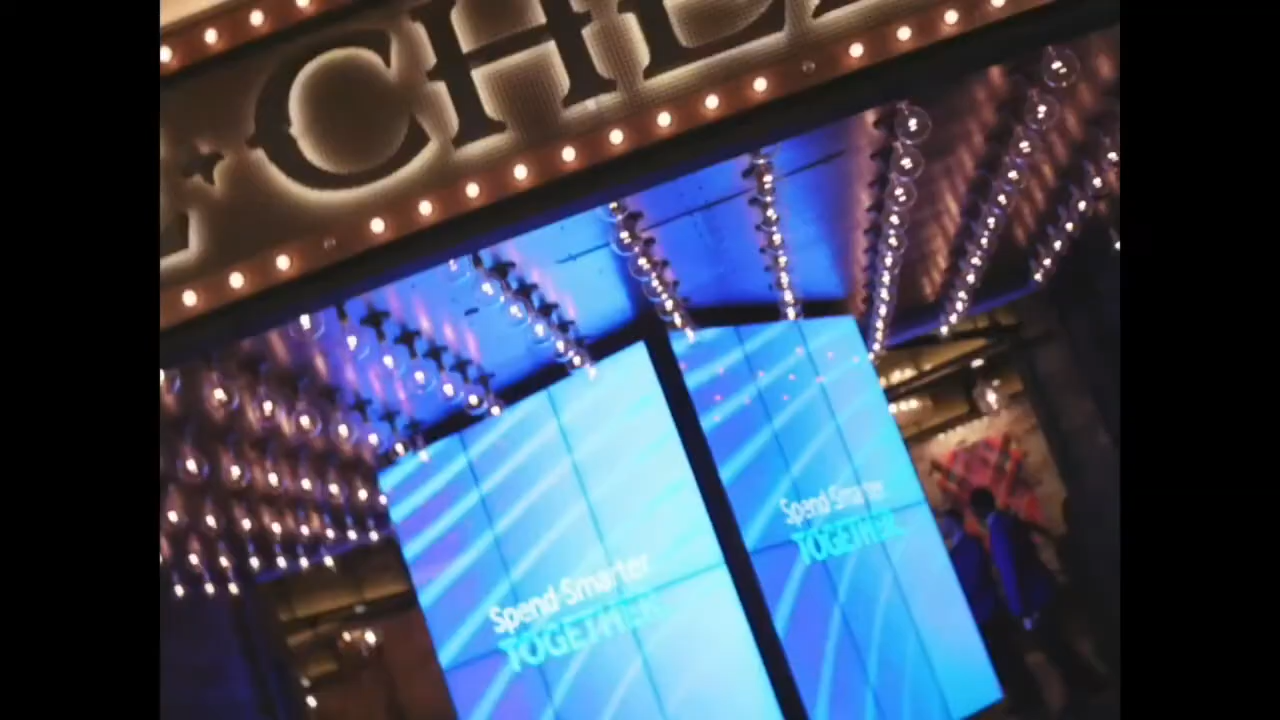 CHE
Spend Smarter
TOGETHER
Spend Smarter
TOGETHER